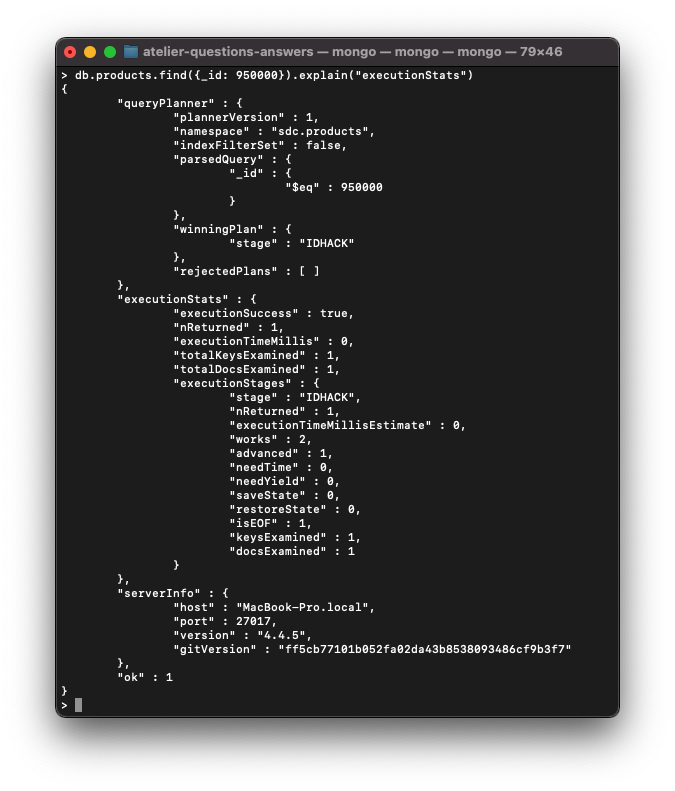 atelier-questions-answers — mongo — mongo — mongo — 79×46
> db.products.find({_id: 950000}).explain("executionStats")
{
        "queryPlanner" : {
                "plannerVersion" : 1,
                "namespace" : "sdc.products",
                "indexFilterSet" : false,
                "parsedQuery" : {
                        "_id" : {
                                "$eq" : 950000
                        }
                },
                "winningPlan" : {
                        "stage" : "IDHACK"
                },
                "rejectedPlans" : [ ]
        },
        "executionStats" : {
                "executionSuccess" : true,
                "nReturned" : 1,
                "executionTimeMillis" : 0,
                "totalKeysExamined" : 1,
                "totalDocsExamined" : 1,
                "executionStages" : {
                        "stage" : "IDHACK",
                        "nReturned" : 1,
                        "executionTimeMillisEstimate" : 0,
                        "works" : 2,
                        "advanced" : 1,
                        "needTime" : 0,
                        "needYield" : 0,
                        "saveState" : 0,
                        "restoreState" : 0,
                        "isEOF" : 1,
                        "keysExamined" : 1,
                        "docsExamined" : 1
                }
        },
        "serverInfo" : {
                "host" : "MacBook-Pro.local",
                "port" : 27017,
                "version" : "4.4.5",
                "gitVersion" : "ff5cb77101b052fa02da43b8538093486cf9b3f7"
        },
        "ok" : 1
}
>